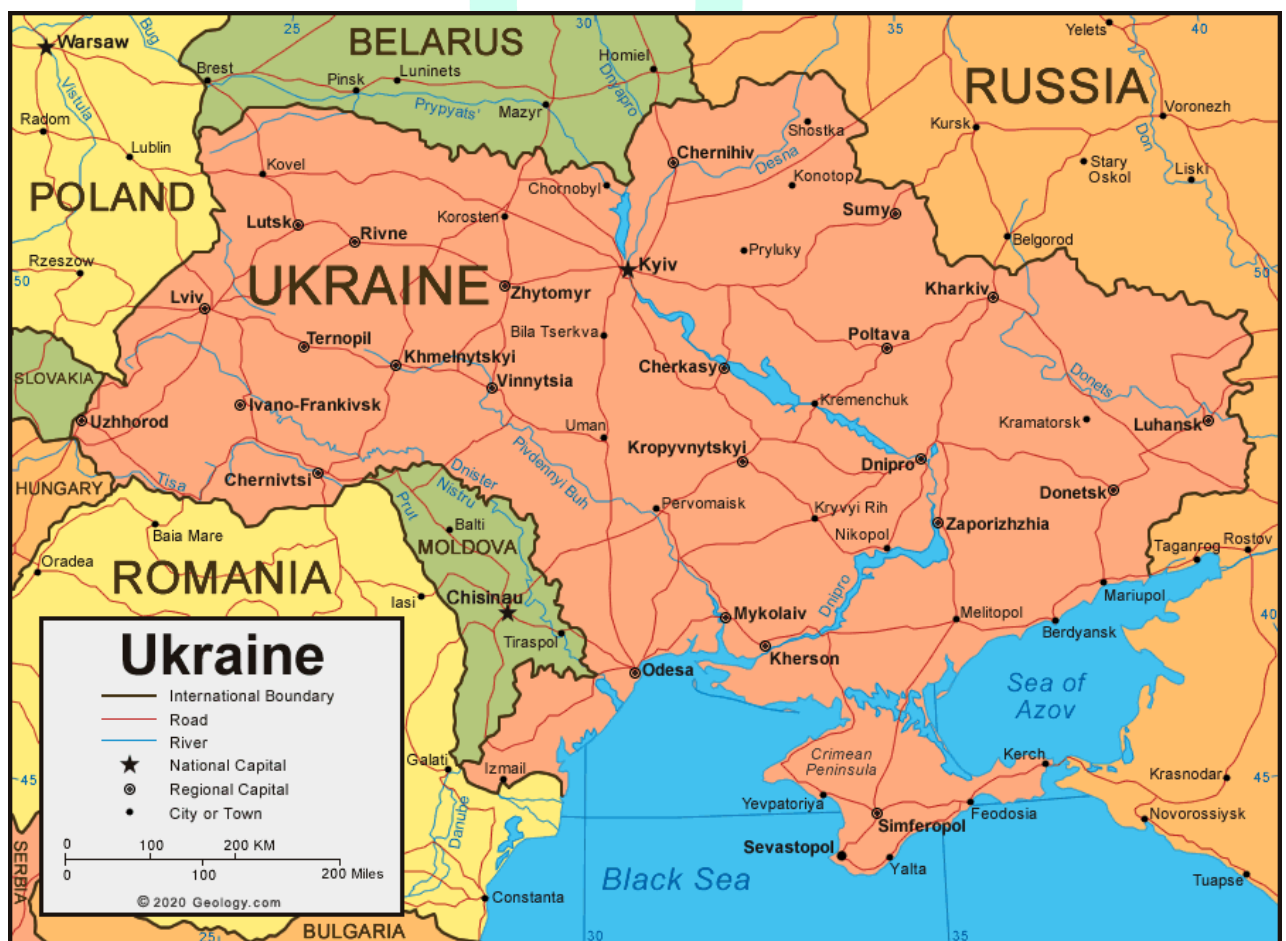 25
30
35
40
Warsaw
Bug
BELARUS
Homiel
Yelets
Brest
Pinsk
Luninets
Dnyapro
RUSSIA
Vistula
Prypyats'
Mazyr
Voronezh
Radom
Shostka
Kursk
Don
Lublin
Chernihiv
Desna
Stary
Oskol
Liski
Kovel
Konotop
POLAND
Chornobyl
Lutsk
Korosten
Sumy
Rivne
Belgorod
Pryluky
Rzeszow
Kyiv
50
50
UKRAINE
Zhytomyr
Kharkiv
Lviv
Bila Tserkva
Poltava
Ternopil
Khmelnytskyi
Cherkasy
SLOVAKIA
Vinnytsia
Donets
Ivano-Frankivsk
Kremenchuk
Uzhhorod
Uman
Kramatorsk
Luhansk
Kropyvnytskyi
Dnister
Pivdennyi Buh
Dnipro
Chernivtsi
Tisa
HUNGARY
Nistru
Donetsk
Prut
Pervomaisk
Kryvyi Rih
Zaporizhzhia
Baia Mare
Balti
Nikopol
MOLDOVA
Taganrog
Rostov
Oradea
ROMANIA
Iasi
Chisinau
Dnipro
Mariupol
Mykolaiv
Melitopol
40
Tiraspol
Berdyansk
Kherson
Odesa
Sea of
Azov
Crimean
Peninsula
Kerch
Galati
Izmail
45
45
Krasnodar
Yevpatoriya
Feodosia
Novorossiysk
Danube
Simferopol
Sevastopol
Yalta
Black Sea
Tuapse
Constanta
SERBIA
BULGARIA
25
30
35
Ukraine
International Boundary
Road
River
National Capital
Regional Capital
City or Town
0 100 200 KM
0 100 200 Miles
© 2020 Geology.com